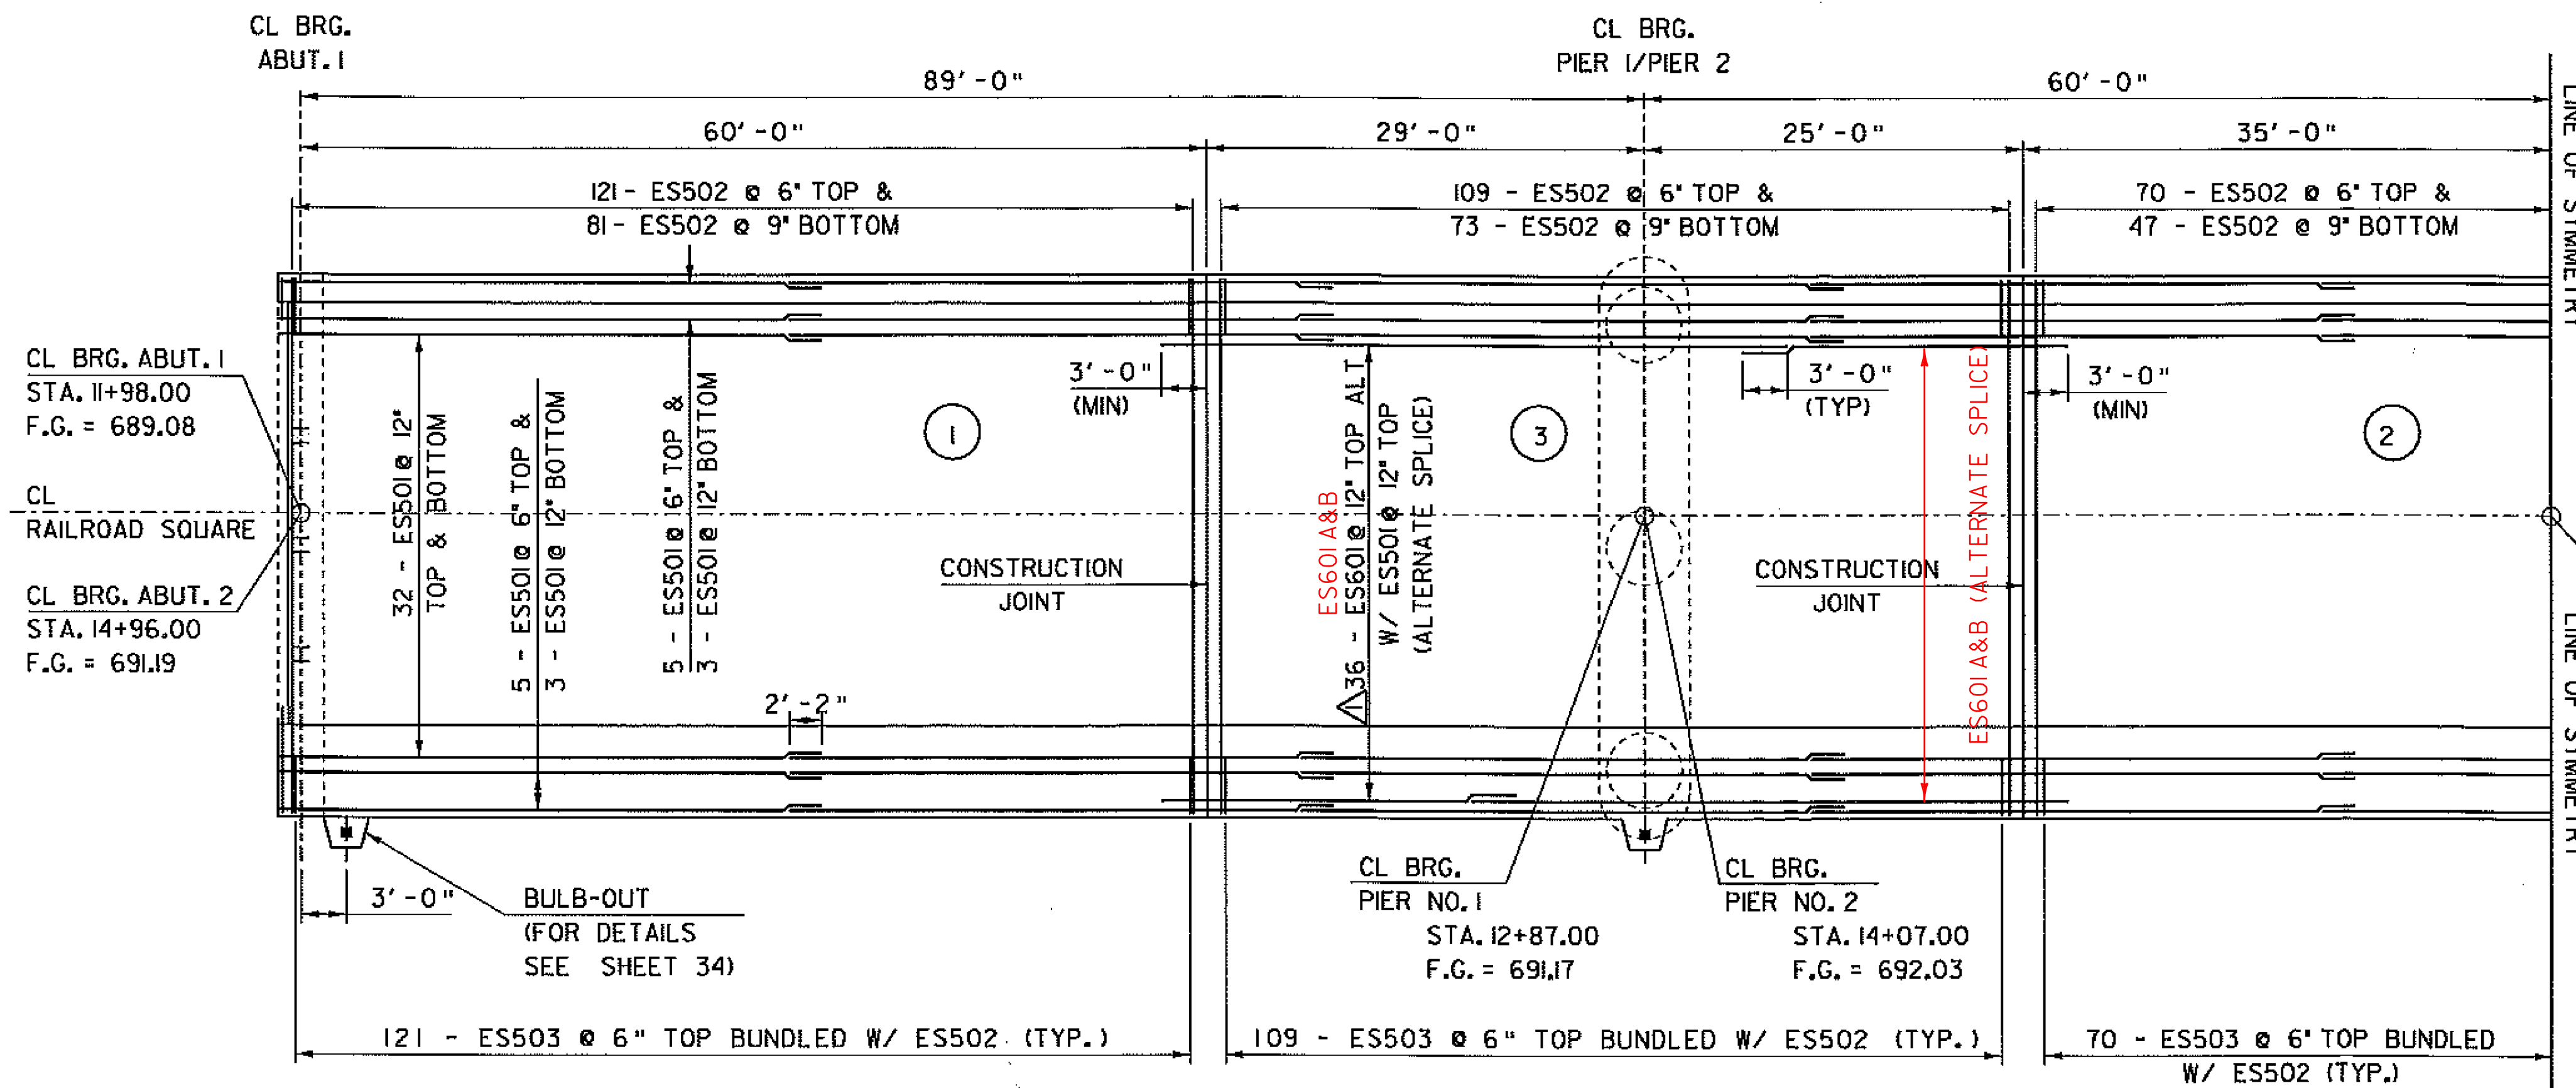 CL BRG.
ABUT. 1
CL BRG.
PIER 1/PIER 2
89'-0"
60'-0"
60'-0"
29'-0"
25'-0"
35'-0"
121 - ES502 @ 6" TOP &
81 - ES502 @ 9" BOTTOM
109 - ES502 @ 6" TOP &
73 - ES502 @ 9" BOTTOM
70 - ES502 @ 6" TOP &
47 - ES502 @ 9" BOTTOM
LINE OF SYMMETRY
CL BRG. ABUT. 1
STA. 11+98.00
F.G. = 689.08
CL
RAILROAD SQUARE
CL BRG. ABUT. 2
STA. 14+96.00
F.G. = 691.19
32 - ES501 @ 12"
TOP & BOTTOM
5 - ES501 @ 6" TOP &
3 - ES501 @ 12" BOTTOM
5 - ES501 @ 6" TOP &
3 - ES501 @ 12" BOTTOM
1
3'-0"
(MIN)
2'-2"
CONSTRUCTION
JOINT
ES601 A&B
1
36 - ES601 @ 12" TOP ALT
W/ ES501 @ 12" TOP
(ALTERNATE SPLICE)
3
3'-0"
(TYP)
ES601 A&B (ALTERNATE SPLICE)
CONSTRUCTION
JOINT
3'-0"
(MIN)
2
LINE OF SYMMETRY
3'-0"
BULB-OUT
(FOR DETAILS
SEE SHEET 34)
CL BRG.
PIER NO. 1
STA. 12+87.00
F.G. = 691.17
CL BRG.
PIER NO. 2
STA. 14+07.00
F.G. = 692.03
121 - ES503 @ 6" TOP BUNDLED W/ ES502 (TYP.)
109 - ES503 @ 6" TOP BUNDLED W/ ES502 (TYP.)
70 - ES503 @ 6" TOP BUNDLED
W/ ES502 (TYP.)